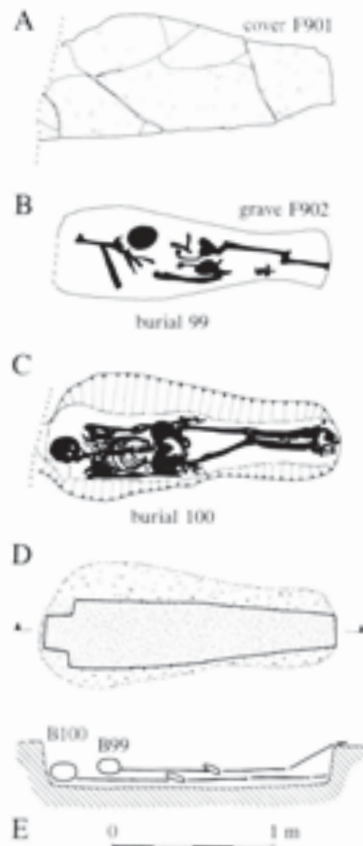 A
cover F901
B
grave F902
burial 99
C
burial 100
D
B100
B99
E
0
1 m